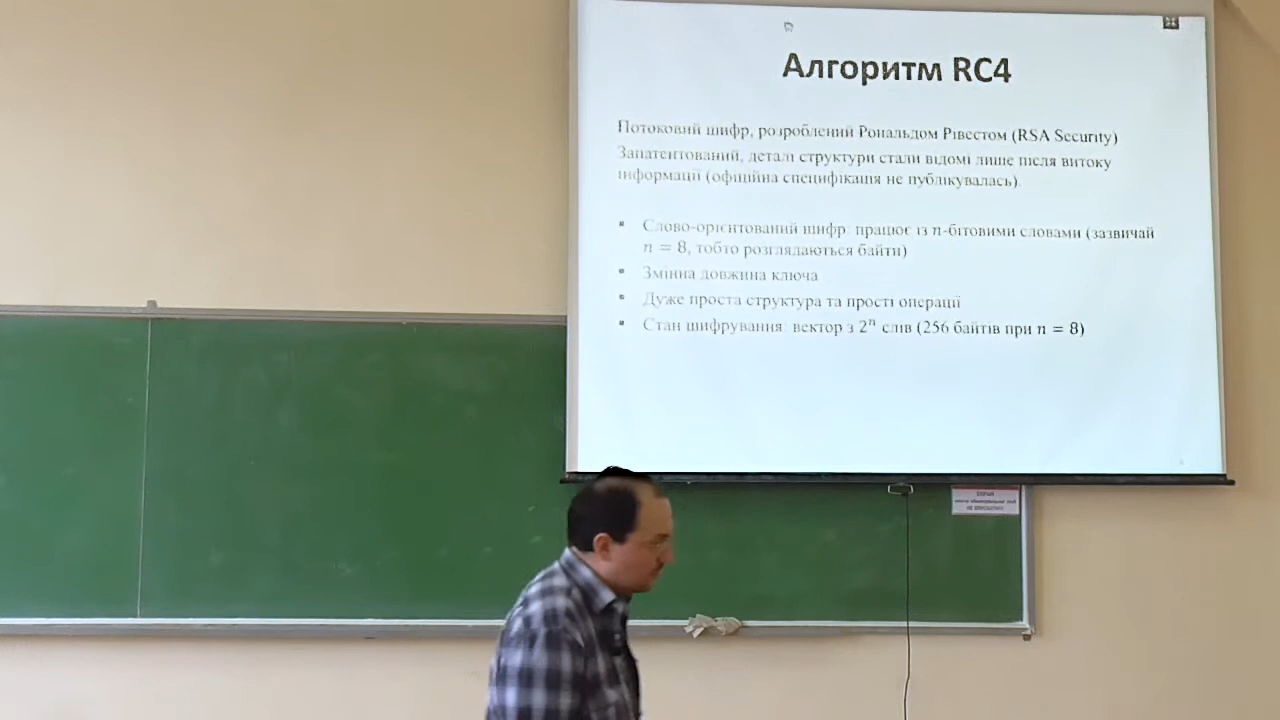 Алгоритм RC4
Потоковий шифр, розроблений Рональдом Рівестом (RSA Security)
Запатентований, деталі структури стали відомі лише після витоку
інформації (офіційна специфікація не публікувалась)
▪ Слово-орієнтований шифр: працює із n-бітовими словами (зазвичай
n = 8, тобто розглядаються байти)
▪ Змінна довжина ключа
▪ Дуже проста структура та прості операції
▪ Стан шифрування: вектор з 2ⁿ слів (256 байтів при n = 8)